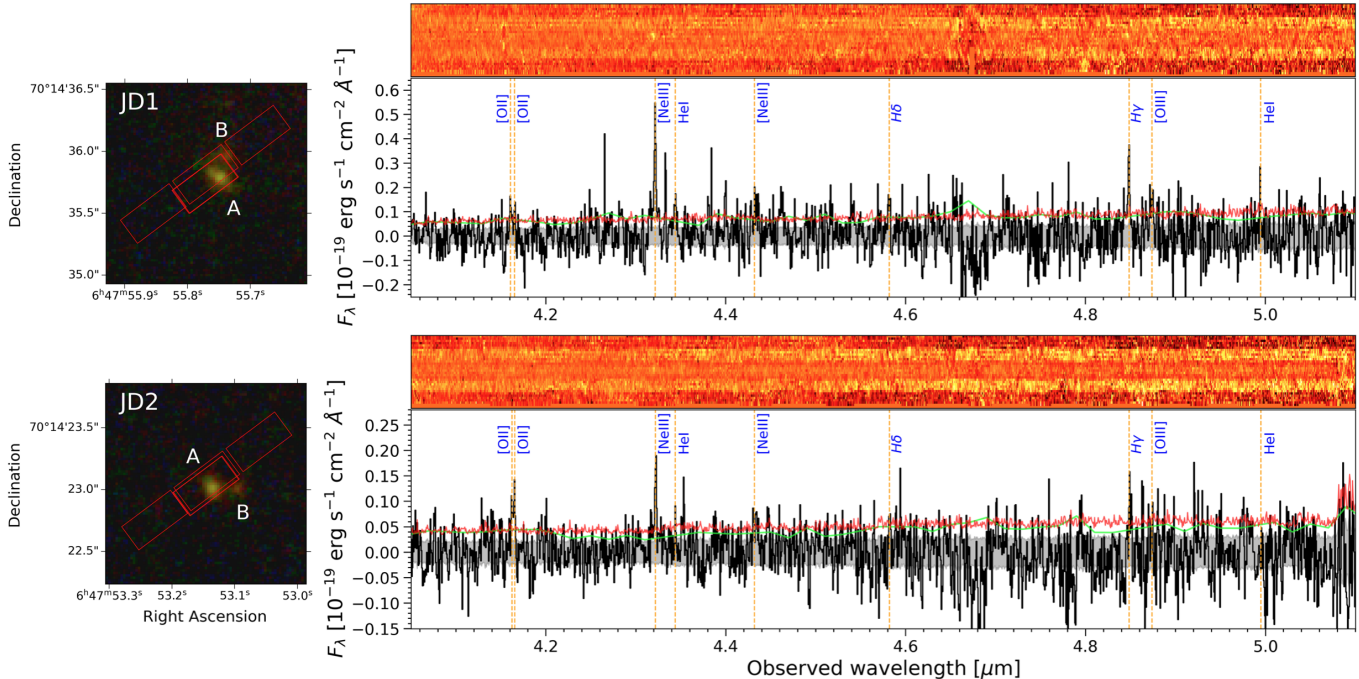 JD1
B
A
Declination
70°14'36.5"
36.0"
35.5"
35.0"
6ʰ47ᵐ55.9ˢ
55.8ˢ
55.7ˢ
F_λ [10⁻¹⁹ erg s⁻¹ cm⁻² Å⁻¹]
0.6
0.5
0.4
0.3
0.2
0.1
0.0
−0.1
−0.2
[OII]
[OII]
[NeIII]
HeI
[NeIII]
Hδ
Hγ
[OIII]
HeI
4.2
4.4
4.6
4.8
5.0
JD2
A
B
Declination
70°14'23.5"
23.0"
22.5"
6ʰ47ᵐ53.3ˢ
53.2ˢ
53.1ˢ
53.0ˢ
Right Ascension
F_λ [10⁻¹⁹ erg s⁻¹ cm⁻² Å⁻¹]
0.25
0.20
0.15
0.10
0.05
0.00
−0.05
−0.10
−0.15
[OII]
[OII]
[NeIII]
HeI
[NeIII]
Hδ
Hγ
[OIII]
HeI
4.2
4.4
4.6
4.8
5.0
Observed wavelength [μm]